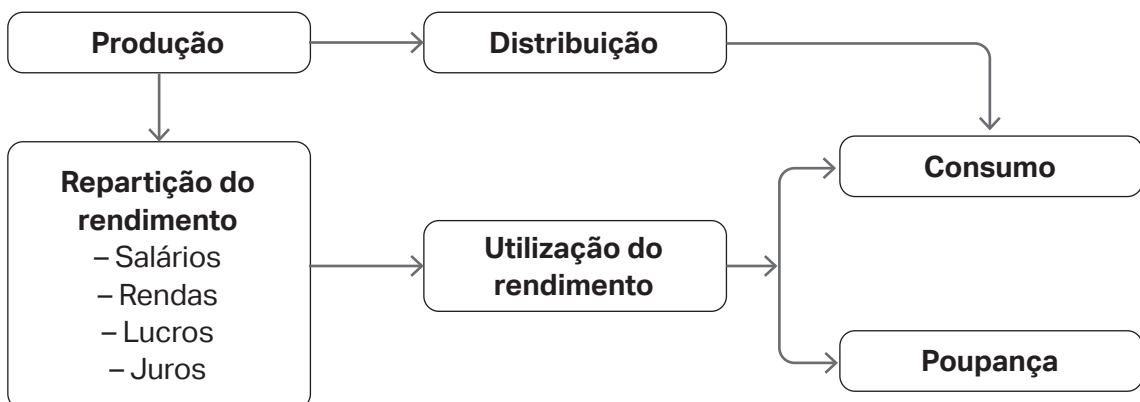 Produção
Distribuição
Repartição do
rendimento
– Salários
– Rendas
– Lucros
– Juros
Utilização do
rendimento
Consumo
Poupança